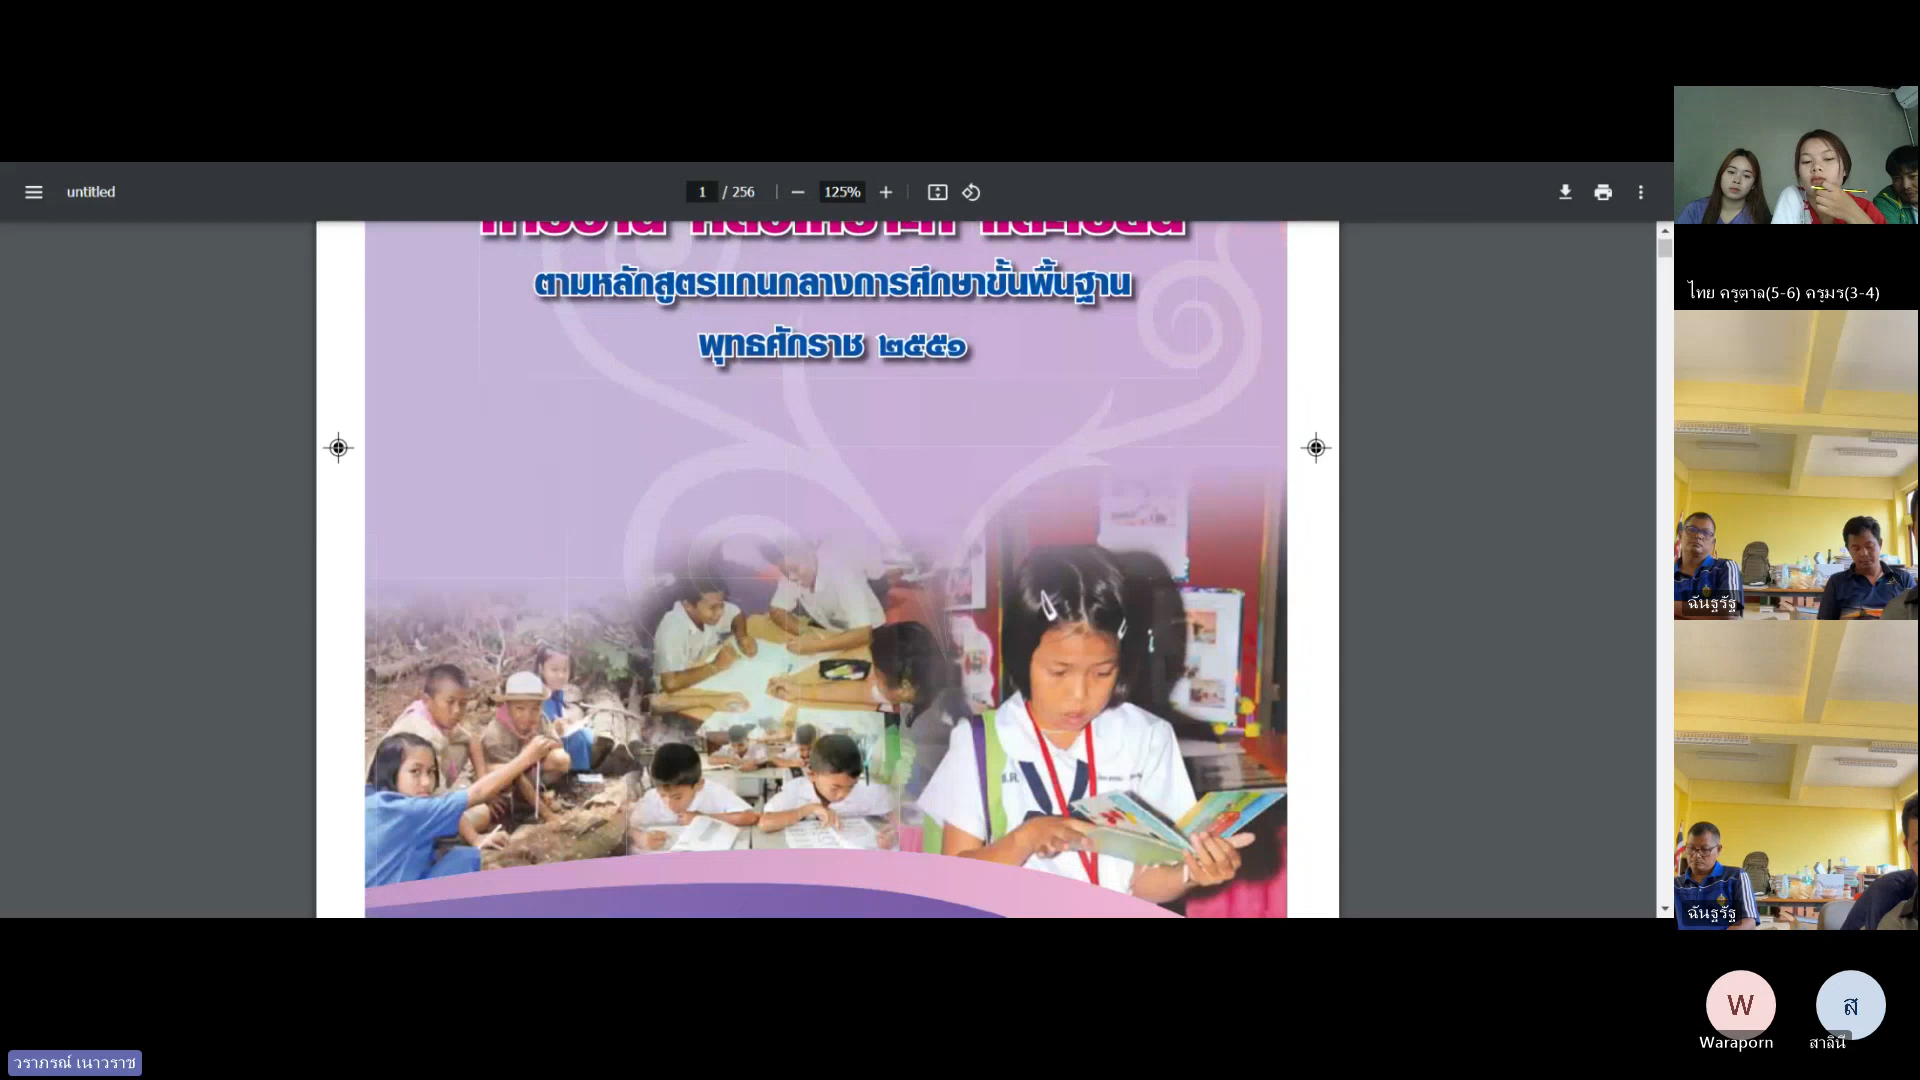 untitled
1 / 256
125%
ตามหลักสูตรแกนกลางการศึกษาขั้นพื้นฐาน
พุทธศักราช ๒๕๕๑
ไทย ครูตาล(5-6) ครูมร(3-4)
ฉันฐรัฐ
ฉันฐรัฐ
W
ส
Waraporn
สาลินี
วราภรณ์ เนาวราช